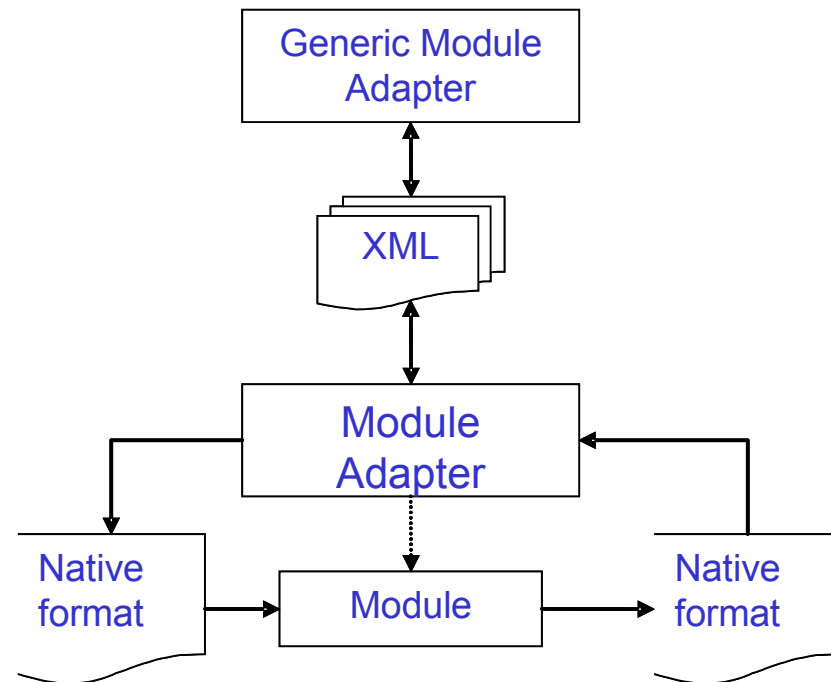 Generic Module
Adapter
XML
Module
Adapter
Native
format
Module
Native
format